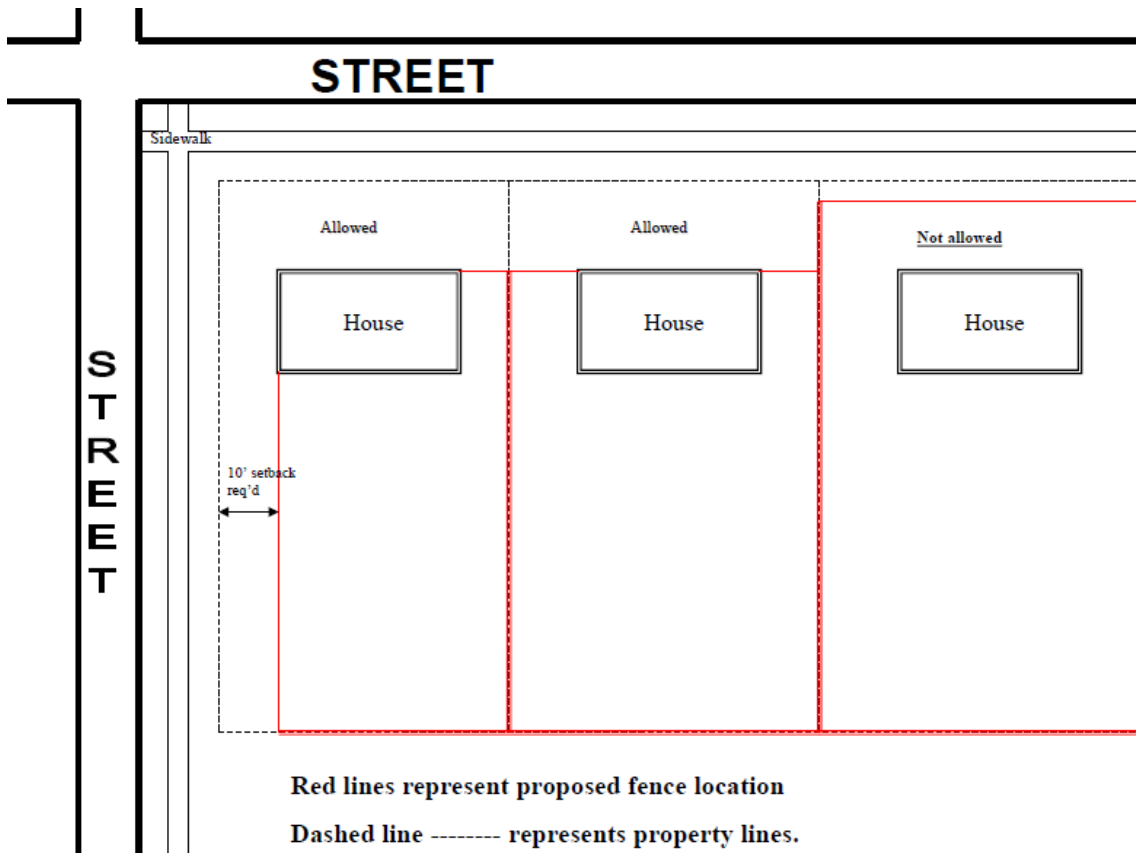 STREET
Sidewalk
Allowed
Allowed
Not allowed
House
House
House
STREET
10' setback
req'd
Red lines represent proposed fence location
Dashed line -------- represents property lines.